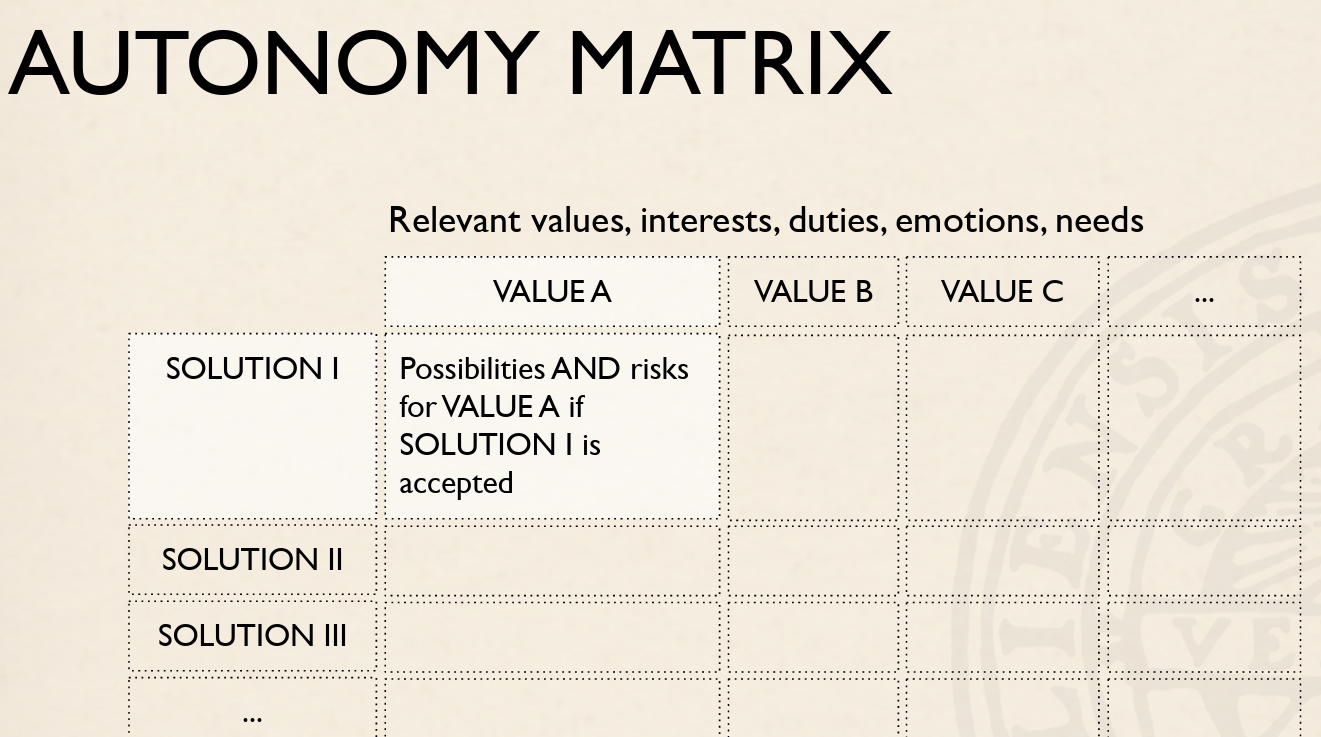 AUTONOMY MATRIX
Relevant values, interests, duties, emotions, needs
VALUE A
VALUE B
VALUE C
...
SOLUTION I
Possibilities AND risks
for VALUE A if
SOLUTION I is
accepted
SOLUTION II
SOLUTION III
...